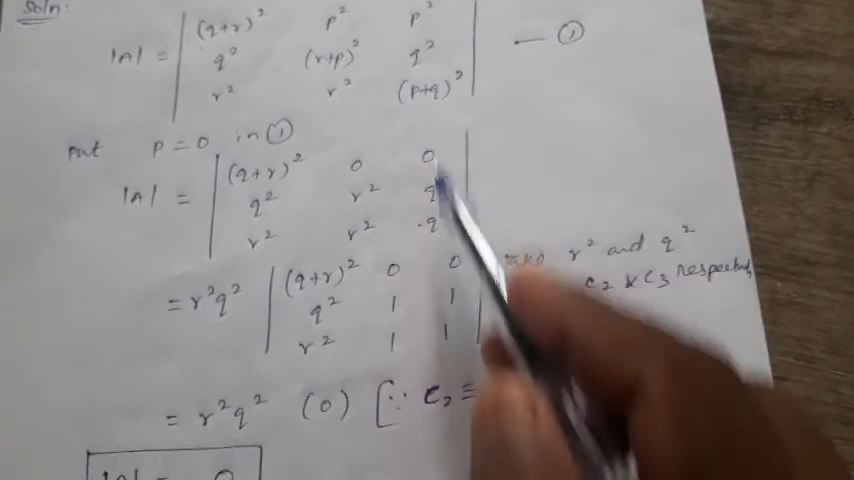 Soln:
|A| = | (q+r)² p² p² |
q² (r+p)² q² — ①
r² r² (p+q)²
Put p = 0 in ①
|A| = | (q+r)² 0 0 |
q² r² q
r² r² q
= r²q² | (q+r)² 0 0 | take r² and q²
q² 1 1 c₂ & c₃ respectively
r² 1 1 |
= r²q² (0) [∵ c₂ ≡
|A| = 0